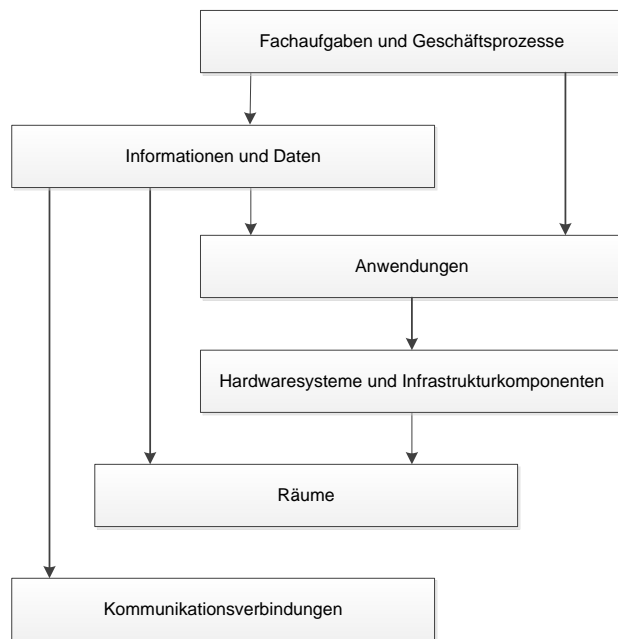 Fachaufgaben und Geschäftsprozesse
Informationen und Daten
Anwendungen
Hardwaresysteme und Infrastrukturkomponenten
Räume
Kommunikationsverbindungen